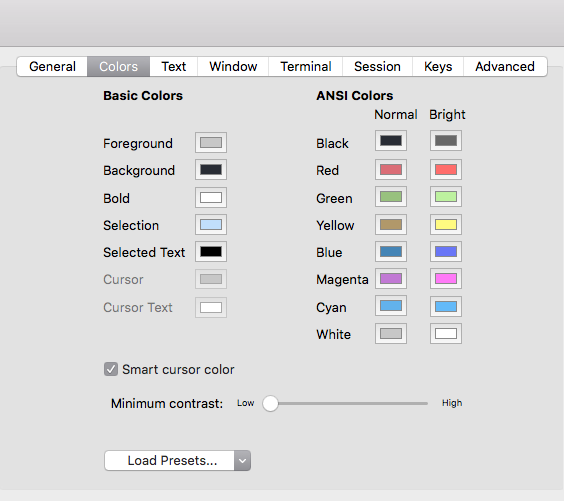 General Colors Text Window Terminal Session Keys Advanced
Basic Colors
Foreground
Background
Bold
Selection
Selected Text
Cursor
Cursor Text
ANSI Colors
Normal Bright
Black
Red
Green
Yellow
Blue
Magenta
Cyan
White
Smart cursor color
Minimum contrast: Low High
Load Presets...